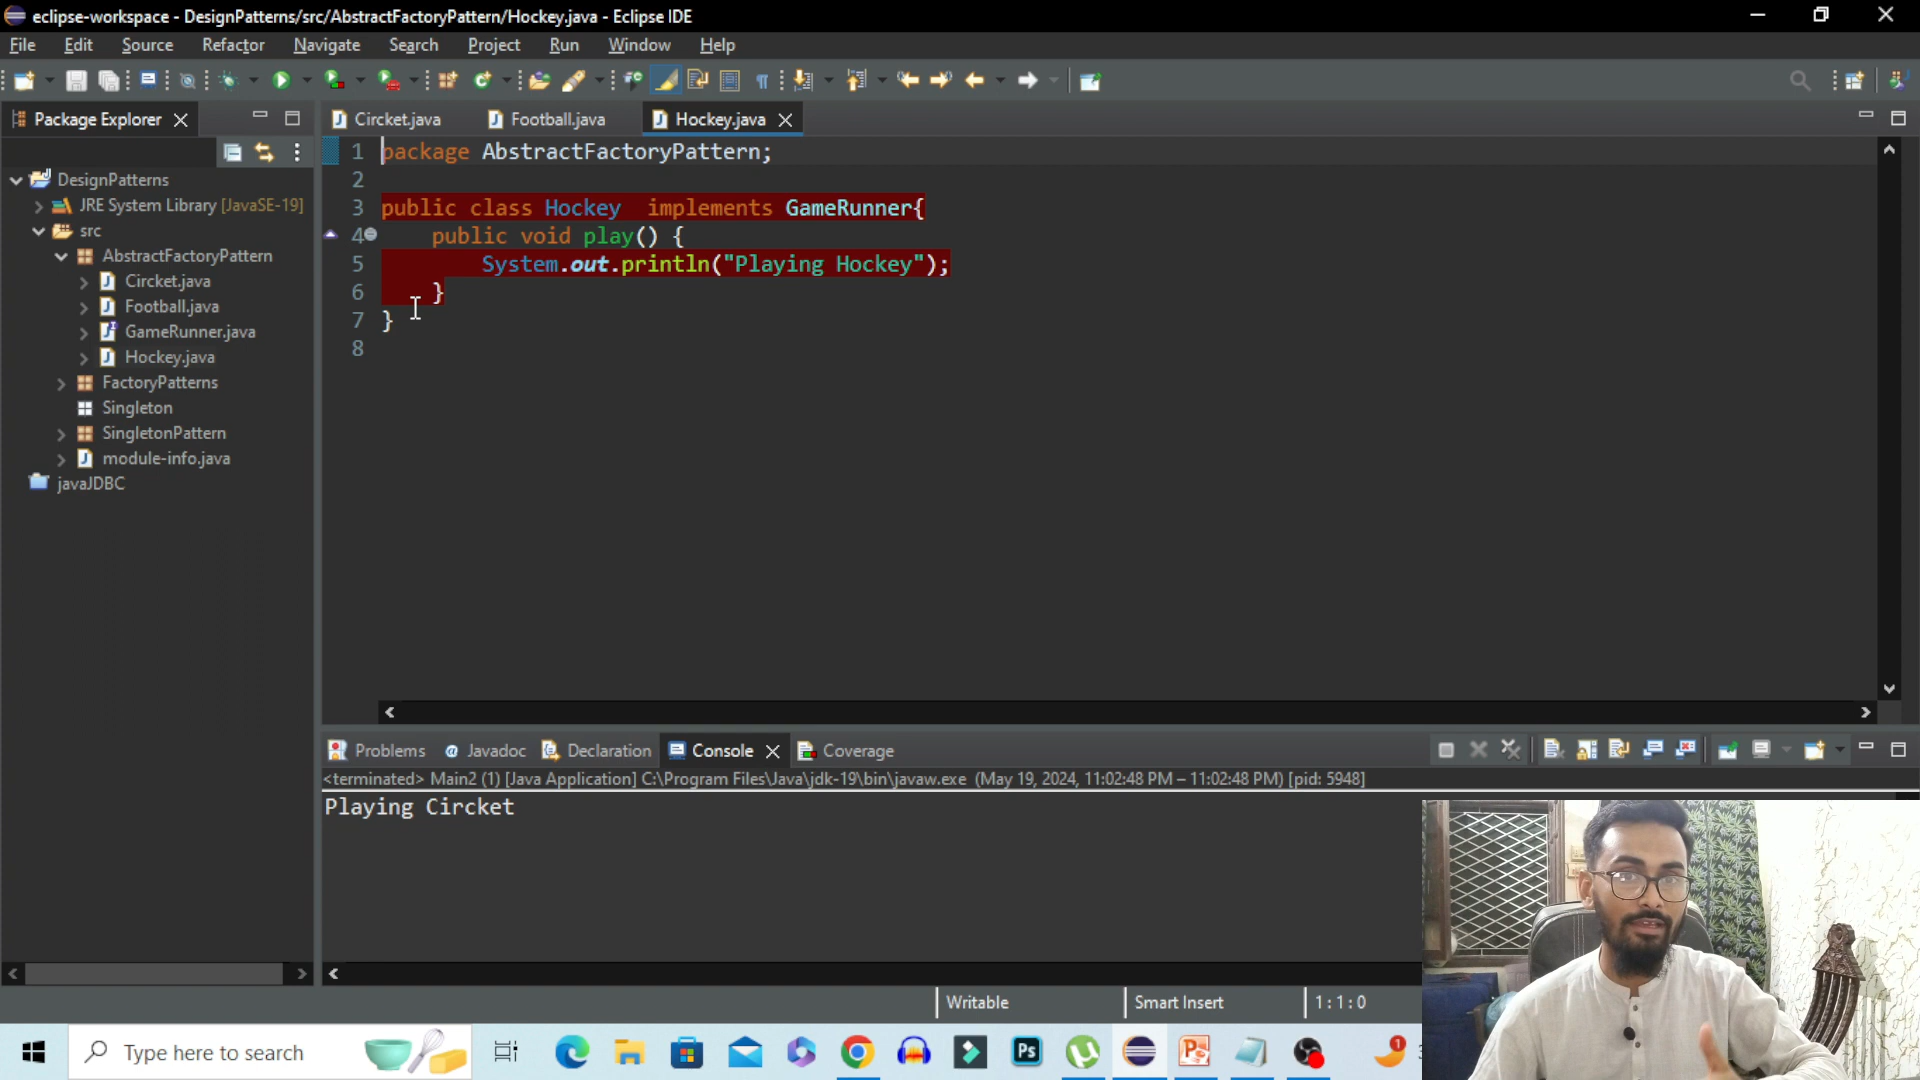 eclipse-workspace - DesignPatterns/src/AbstractFactoryPattern/Hockey.java - Eclipse IDE
File Edit Source Refactor Navigate Search Project Run Window Help
Package Explorer
Circket.java Football.java Hockey.java
DesignPatterns
JRE System Library [JavaSE-19]
src
AbstractFactoryPattern
Circket.java
Football.java
GameRunner.java
Hockey.java
FactoryPatterns
Singleton
SingletonPattern
module-info.java
javaJDBC
1 package AbstractFactoryPattern;
2
3 public class Hockey implements GameRunner{
4 public void play() {
5 System.out.println("Playing Hockey");
6 }
7 }
8
Problems Javadoc Declaration Console Coverage
<terminated> Main2 (1) [Java Application] C:\Program Files\Java\jdk-19\bin\javaw.exe (May 19, 2024, 11:02:48 PM – 11:02:48 PM) [pid: 5948]
Playing Circket
Writable Smart Insert 1 : 1 : 0
Type here to search
Ps
1